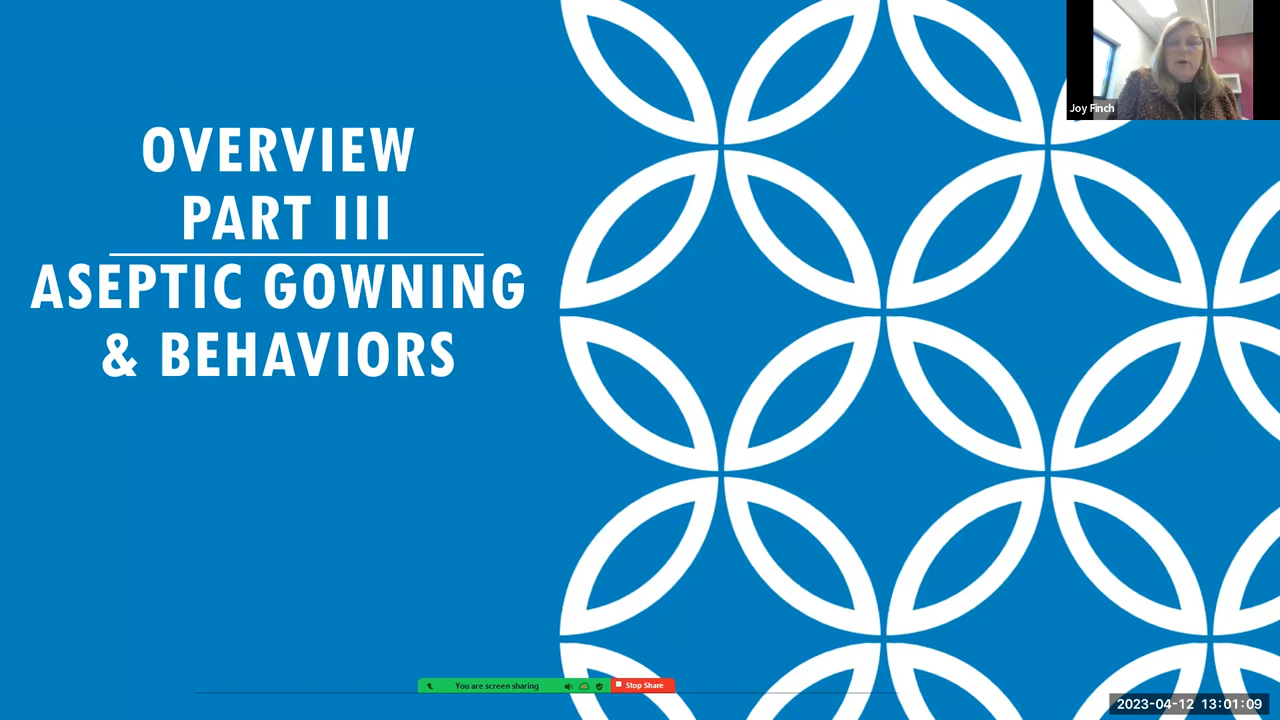 OVERVIEW
PART III
ASEPTIC GOWNING
& BEHAVIORS
Joy Finch
You are screen sharing
Stop Share
2023-04-12 13:01:09